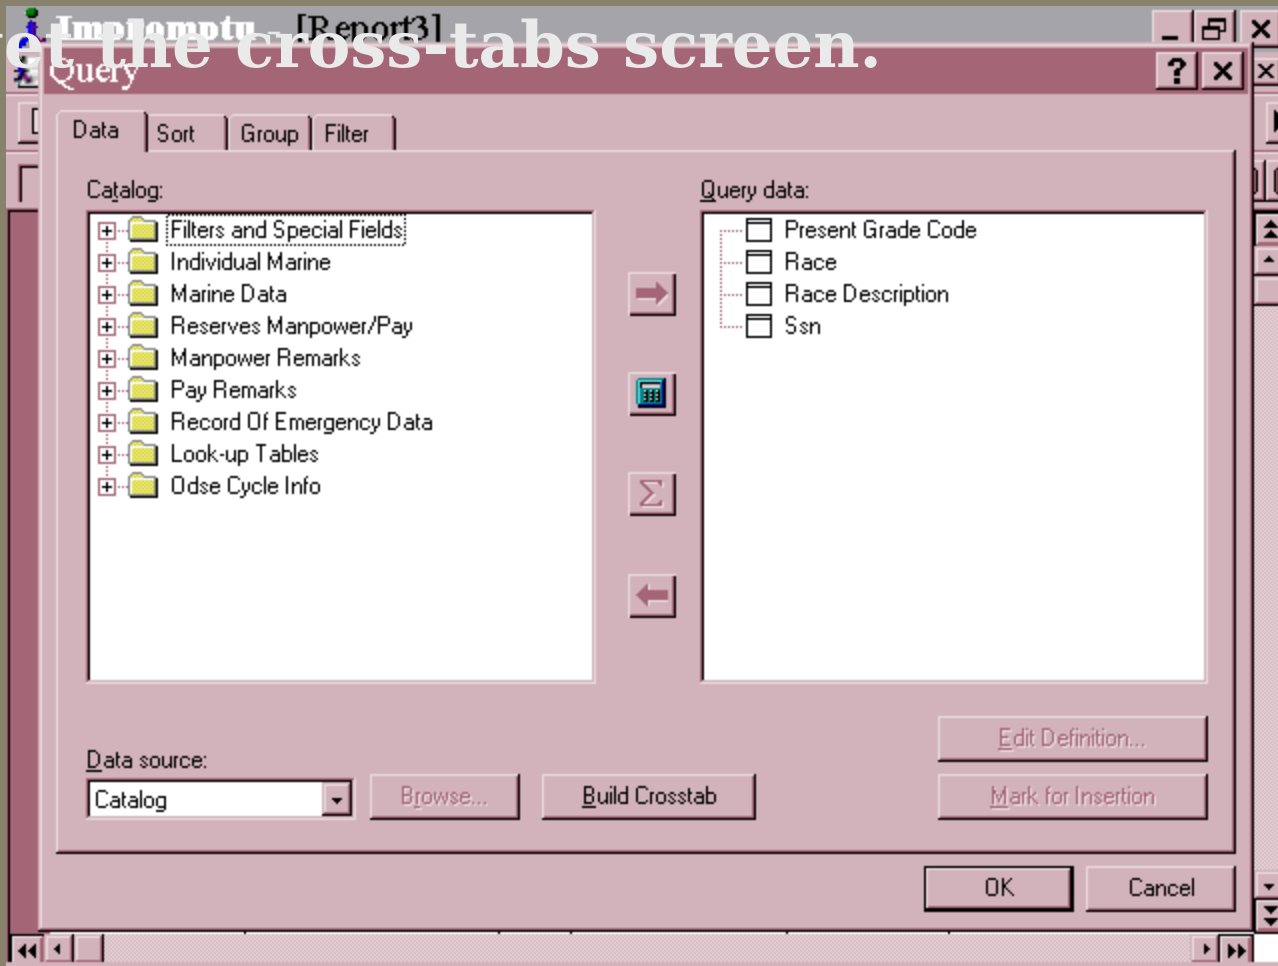 Impromptu - [Report3]
et the cross-tabs screen.
Query
Data Sort Group Filter
Catalog:
Filters and Special Fields
Individual Marine
Marine Data
Reserves Manpower/Pay
Manpower Remarks
Pay Remarks
Record Of Emergency Data
Look-up Tables
Odse Cycle Info
Query data:
Present Grade Code
Race
Race Description
Ssn
Data source:
Catalog
Browse...
Build Crosstab
Edit Definition...
Mark for Insertion
OK
Cancel